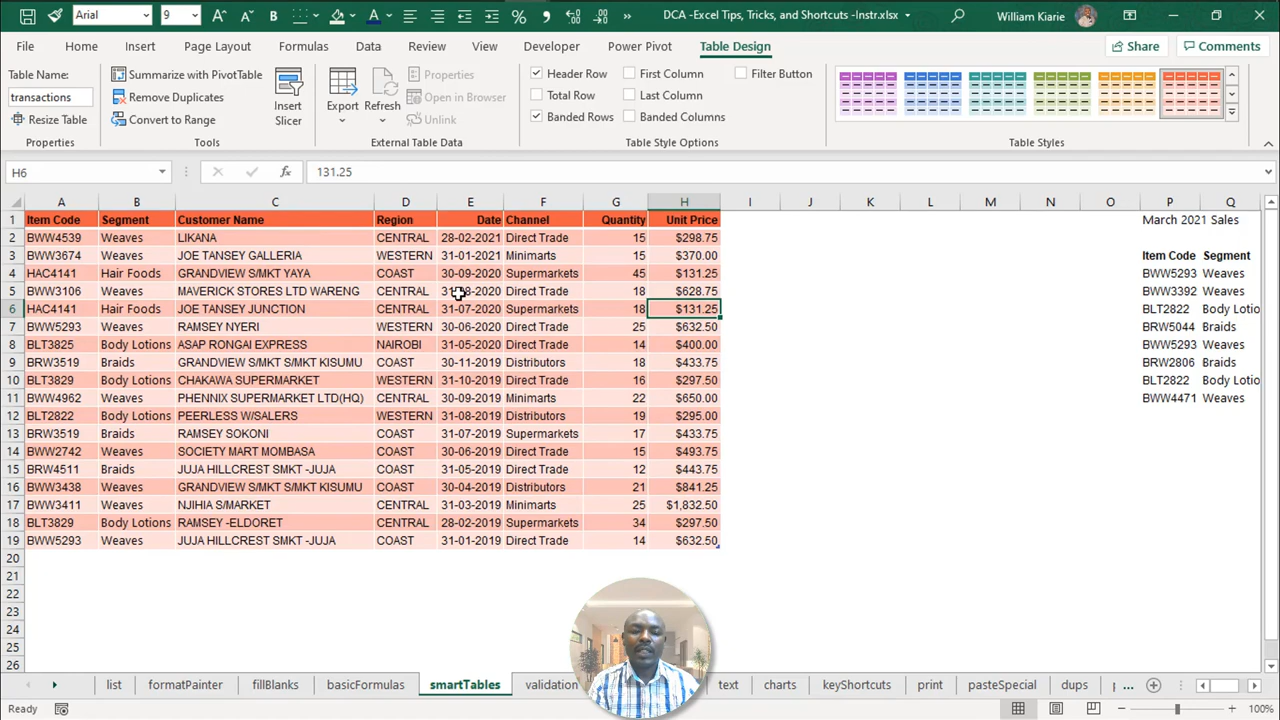 Arial 9 A A B % DCA -Excel Tips, Tricks, and Shortcuts -Instr.xlsx William Kiarie
File Home Insert Page Layout Formulas Data Review View Developer Power Pivot Table Design Share Comments
Table Name:
transactions
Resize Table
Properties
Summarize with PivotTable
Remove Duplicates
Convert to Range
Tools
Insert
Slicer
Export
Refresh
Properties
Open in Browser
Unlink
External Table Data
Header Row First Column Filter Button
Total Row Last Column
Banded Rows Banded Columns
Table Style Options
Table Styles
H6 fx 131.25
A B C D E F G H I J K L M N O P Q
1 Item Code Segment Customer Name Region Date Channel Quantity Unit Price March 2021 Sales
2 BWW4539 Weaves LIKANA CENTRAL 28-02-2021 Direct Trade 15 $298.75
3 BWW3674 Weaves JOE TANSEY GALLERIA WESTERN 31-01-2021 Minimarts 15 $370.00 Item Code Segment
4 HAC4141 Hair Foods GRANDVIEW S/MKT YAYA COAST 30-09-2020 Supermarkets 45 $131.25 BWW5293 Weaves
5 BWW3106 Weaves MAVERICK STORES LTD WARENG CENTRAL 31-08-2020 Direct Trade 18 $628.75 BWW3392 Weaves
6 HAC4141 Hair Foods JOE TANSEY JUNCTION CENTRAL 31-07-2020 Supermarkets 18 $131.25 BLT2822 Body Lotio
7 BWW5293 Weaves RAMSEY NYERI WESTERN 30-06-2020 Direct Trade 25 $632.50 BRW5044 Braids
8 BLT3825 Body Lotions ASAP RONGAI EXPRESS NAIROBI 31-05-2020 Direct Trade 14 $400.00 BWW5293 Weaves
9 BRW3519 Braids GRANDVIEW S/MKT S/MKT KISUMU COAST 30-11-2019 Distributors 18 $433.75 BRW2806 Braids
10 BLT3829 Body Lotions CHAKAWA SUPERMARKET WESTERN 31-10-2019 Direct Trade 16 $297.50 BLT2822 Body Lotio
11 BWW4962 Weaves PHENNIX SUPERMARKET LTD(HQ) CENTRAL 30-09-2019 Minimarts 22 $650.00 BWW4471 Weaves
12 BLT2822 Body Lotions PEERLESS W/SALERS WESTERN 31-08-2019 Distributors 19 $295.00
13 BRW3519 Braids RAMSEY SOKONI COAST 31-07-2019 Supermarkets 17 $433.75
14 BWW2742 Weaves SOCIETY MART MOMBASA COAST 30-06-2019 Direct Trade 15 $493.75
15 BRW4511 Braids JUJA HILLCREST SMKT -JUJA COAST 31-05-2019 Direct Trade 12 $443.75
16 BWW3438 Weaves GRANDVIEW S/MKT S/MKT KISUMU COAST 30-04-2019 Distributors 21 $841.25
17 BWW3411 Weaves NJIHIA S/MARKET CENTRAL 31-03-2019 Minimarts 25 $1,832.50
18 BLT3829 Body Lotions RAMSEY -ELDORET CENTRAL 28-02-2019 Supermarkets 34 $297.50
19 BWW5293 Weaves JUJA HILLCREST SMKT -JUJA COAST 31-01-2019 Direct Trade 14 $632.50
20
21
22
23
24
25
26
list formatPainter fillBlanks basicFormulas smartTables validation text charts keyShortcuts print pasteSpecial dups ...
Ready 100%